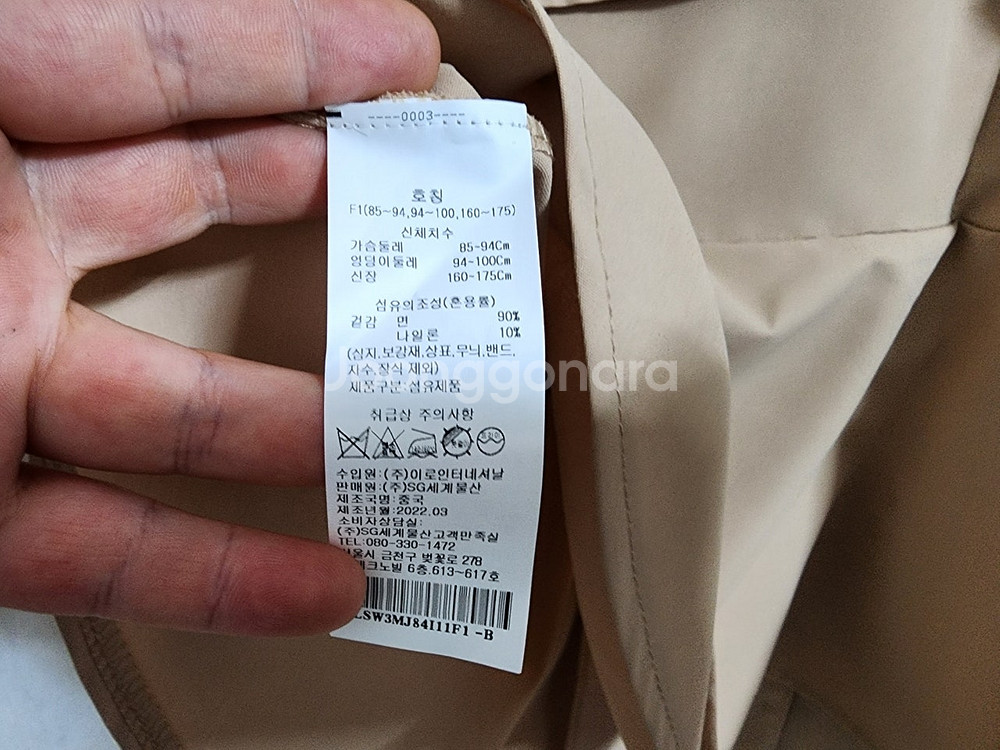 ----0003----
호칭
F1(85~94,94~100,160~175)
신체치수
가슴둘레 85-94Cm
엉덩이둘레 94-100Cm
신장 160-175Cm
섬유의조성(혼용률)
겉감 면 90%
나일론 10%
(심지,보강재,상표,무늬,밴드,
자수,장식 제외)
제품구분:섬유제품
취급상 주의사항
수입원:(주)이로인터네셔날
판매원:(주)SG세계물산
제조국명:중국
제조년월:2022.03
소비자상담실:
(주)SG세계물산고객만족실
TEL:080-330-1472
서울시 금천구 벚꽃로 278
6층.613~617호
LSW3MJ84I11F1 -B